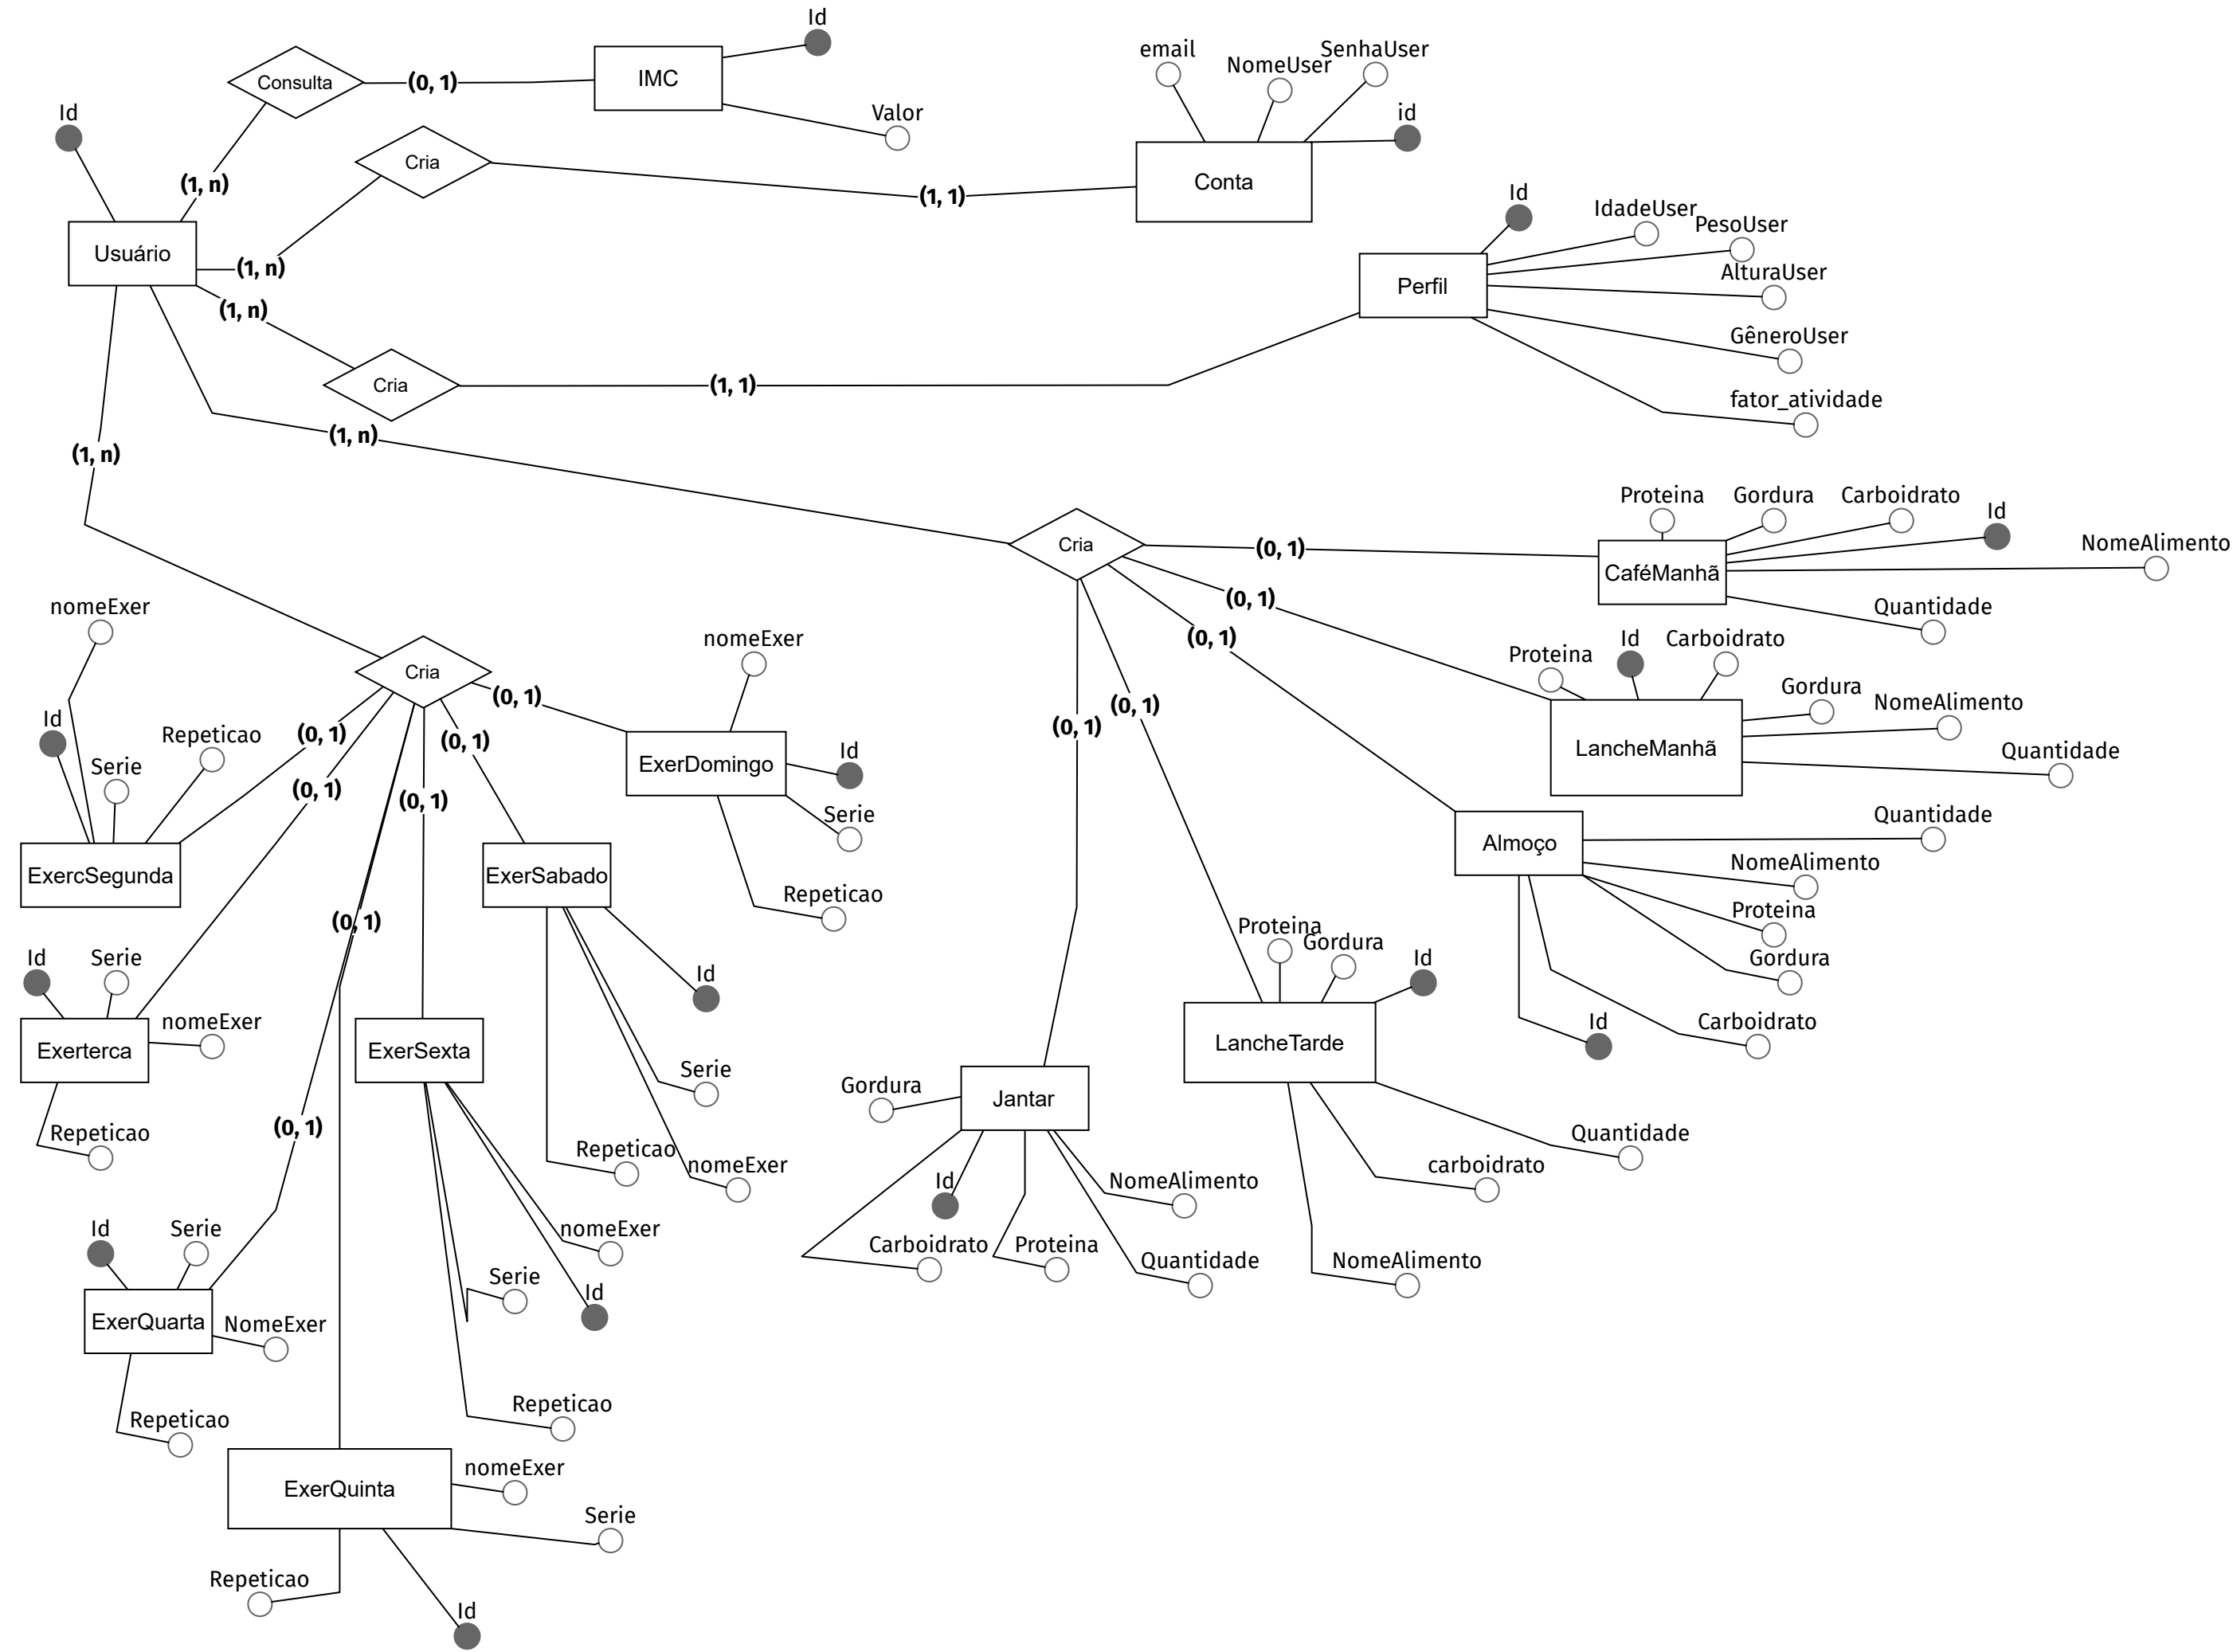 Id
Consulta
(0, 1)
IMC
Id
Valor
email
NomeUser
SenhaUser
id
Conta
(1, n)
Cria
(1, 1)
Usuário
(1, n)
(1, n)
Cria
(1, 1)
Id
IdadeUser
PesoUser
AlturaUser
Perfil
GêneroUser
fator_atividade
(1, n)
(1, n)
Cria
(0, 1)
Proteina
Gordura
Carboidrato
Id
NomeAlimento
CaféManhã
Quantidade
(0, 1)
Proteina
Id
Carboidrato
Gordura
NomeAlimento
LancheManhã
Quantidade
(0, 1)
Almoço
Quantidade
NomeAlimento
Proteina
Gordura
Carboidrato
Id
(0, 1)
Proteina
Gordura
Id
LancheTarde
Quantidade
carboidrato
NomeAlimento
(0, 1)
Gordura
Jantar
Id
NomeAlimento
Carboidrato
Proteina
Quantidade
Cria
nomeExer
Id
Serie
Repeticao
(0, 1)
ExercSegunda
(0, 1)
Id
Serie
Exerterca
nomeExer
Repeticao
(0, 1)
(0, 1)
Id
Serie
ExerQuarta
NomeExer
Repeticao
ExerQuinta
nomeExer
Serie
Repeticao
Id
(0, 1)
ExerSexta
nomeExer
Serie
Id
Repeticao
(0, 1)
ExerSabado
Id
Serie
Repeticao
nomeExer
(0, 1)
nomeExer
ExerDomingo
Id
Serie
Repeticao